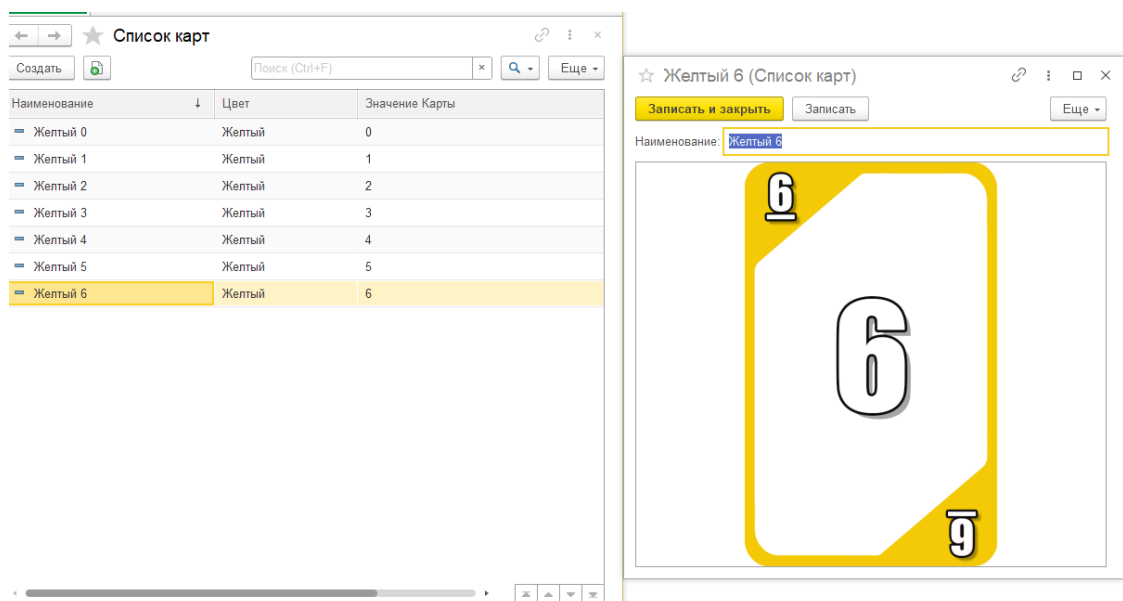 Список карт
Создать Поиск (Ctrl+F) × Еще
Наименование ↓ Цвет Значение Карты
Желтый 0 Желтый 0
Желтый 1 Желтый 1
Желтый 2 Желтый 2
Желтый 3 Желтый 3
Желтый 4 Желтый 4
Желтый 5 Желтый 5
Желтый 6 Желтый 6
Желтый 6 (Список карт)
Записать и закрыть Записать Еще
Наименование: Желтый 6
6
6
6